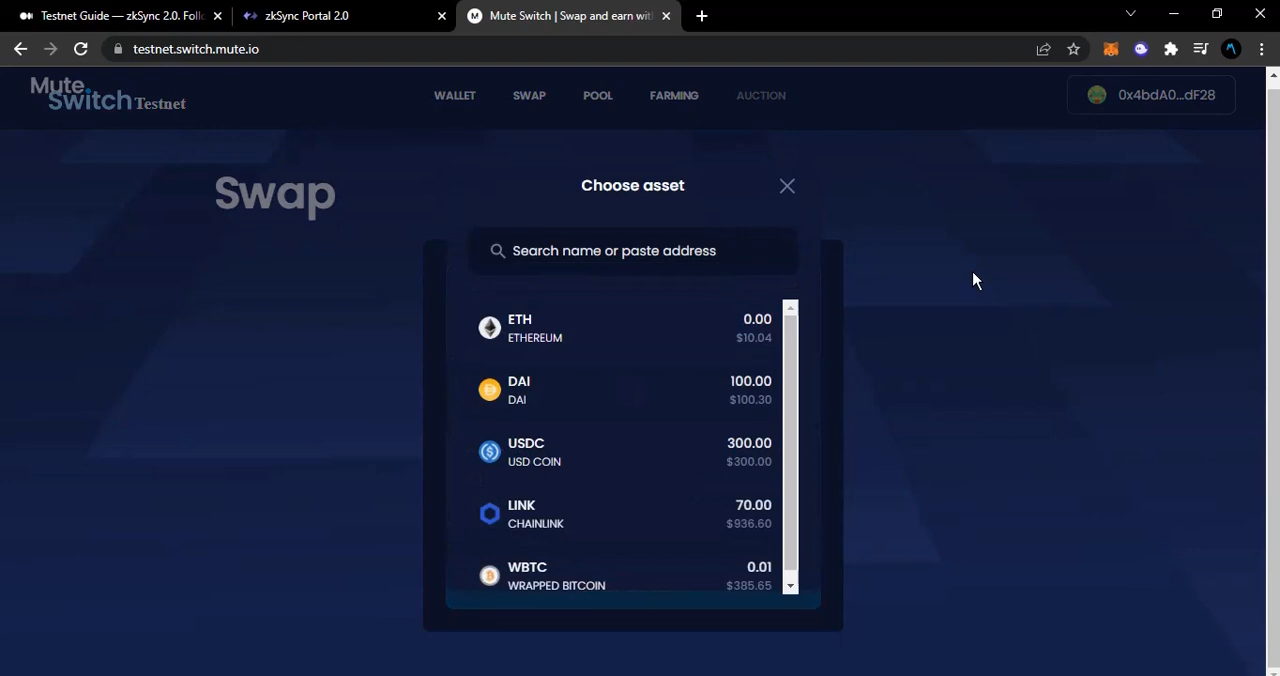 Testnet Guide — zkSync 2.0. Foll
zkSync Portal 2.0
Mute Switch | Swap and earn wit
testnet.switch.mute.io
Mute.
Switch Testnet
WALLET
SWAP
POOL
FARMING
AUCTION
0x4bdA0...dF28
Swap
Choose asset
Search name or paste address
ETH 0.00
ETHEREUM $10.04
DAI 100.00
DAI $100.30
USDC 300.00
USD COIN $300.00
LINK 70.00
CHAINLINK $936.60
WBTC 0.01
WRAPPED BITCOIN $385.65